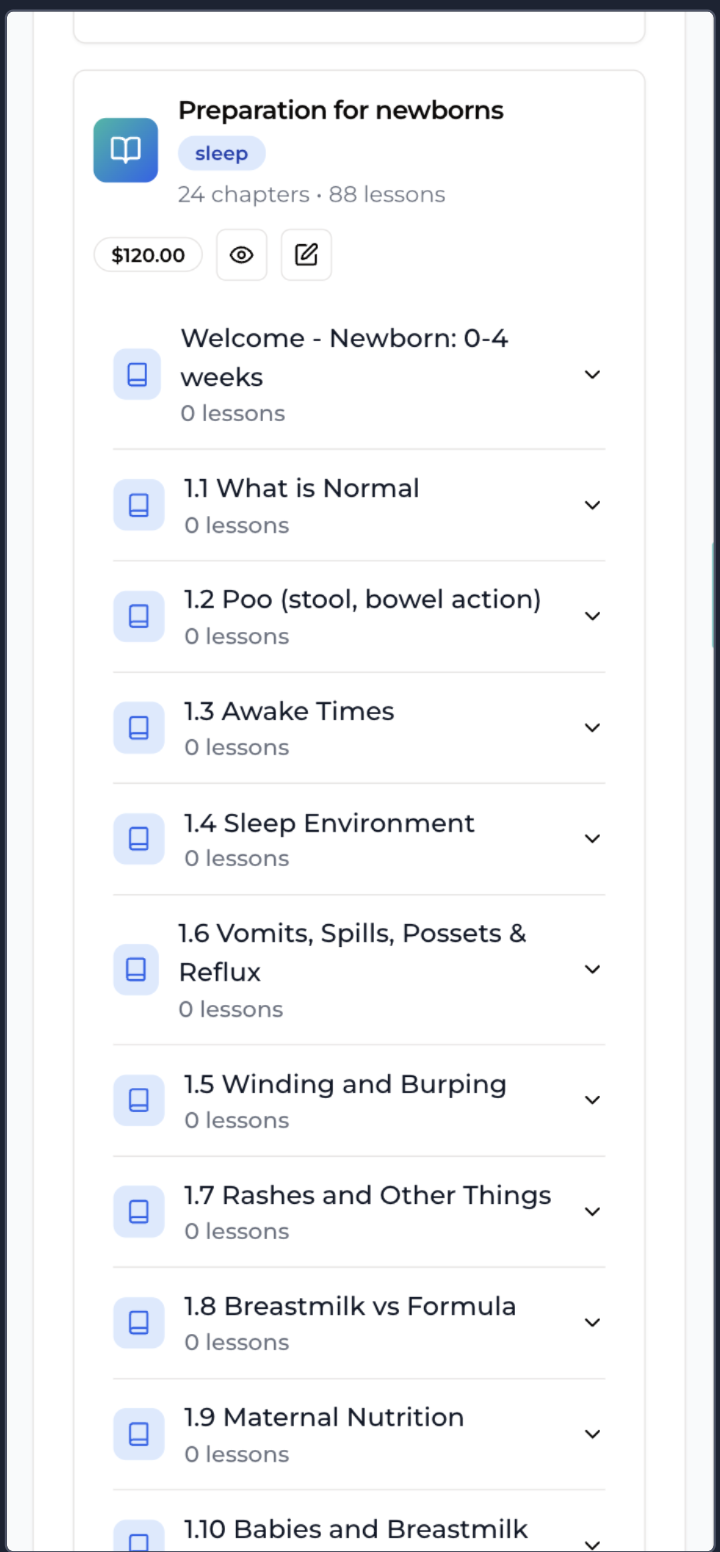 Preparation for newborns
sleep
24 chapters • 88 lessons
$120.00
Welcome - Newborn: 0-4
weeks
0 lessons
1.1 What is Normal
0 lessons
1.2 Poo (stool, bowel action)
0 lessons
1.3 Awake Times
0 lessons
1.4 Sleep Environment
0 lessons
1.6 Vomits, Spills, Possets &
Reflux
0 lessons
1.5 Winding and Burping
0 lessons
1.7 Rashes and Other Things
0 lessons
1.8 Breastmilk vs Formula
0 lessons
1.9 Maternal Nutrition
0 lessons
1.10 Babies and Breastmilk